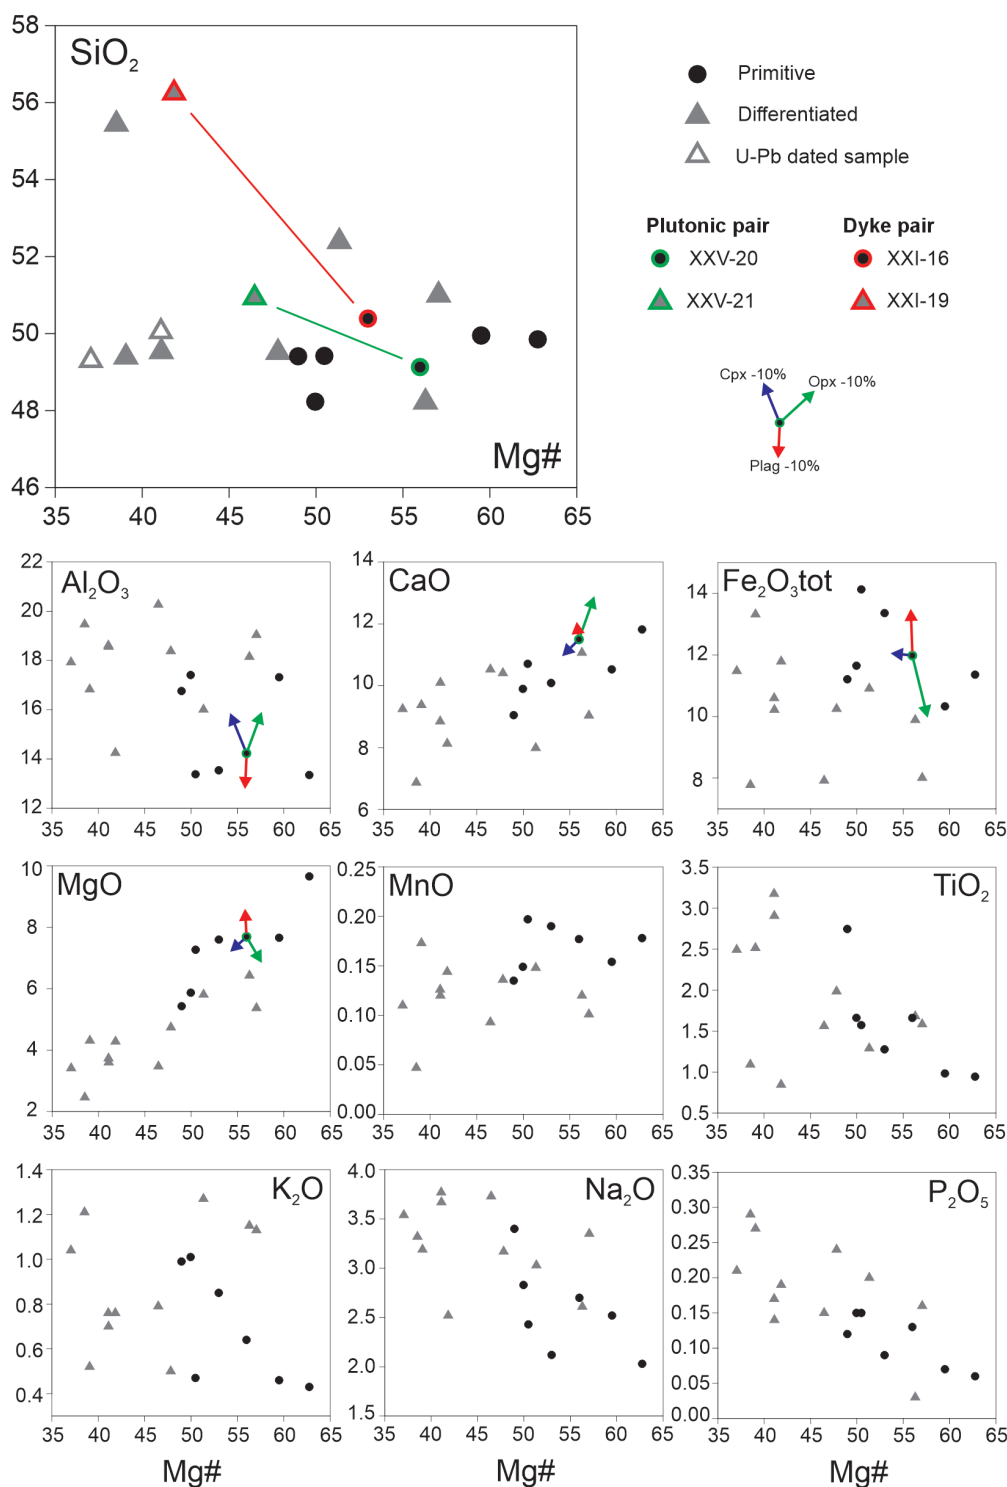 58
56
54
52
50
48
46
SiO2
Mg#
35 40 45 50 55 60 65
Primitive
Differentiated
U-Pb dated sample
Plutonic pair Dyke pair
XXV-20 XXI-16
XXV-21 XXI-19
Cpx -10% Opx -10%
Plag -10%
Al2O3
22
20
18
16
14
12
35 40 45 50 55 60 65
CaO
14
12
10
8
6
35 40 45 50 55 60 65
Fe2O3tot
14
12
10
8
35 40 45 50 55 60 65
MgO
10
8
6
4
2
35 40 45 50 55 60 65
MnO
0.25
0.20
0.15
0.10
0.05
0.00
35 40 45 50 55 60 65
TiO2
3.5
3.0
2.5
2.0
1.5
1.0
0.5
35 40 45 50 55 60 65
K2O
1.4
1.2
1.0
0.8
0.6
0.4
35 40 45 50 55 60 65
Mg#
Na2O
4.0
3.5
3.0
2.5
2.0
1.5
35 40 45 50 55 60 65
Mg#
P2O5
0.35
0.30
0.25
0.20
0.15
0.10
0.05
0.00
35 40 45 50 55 60 65
Mg#